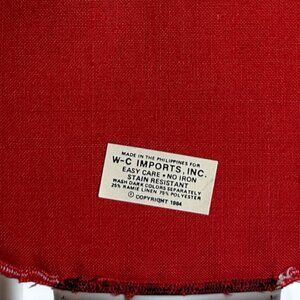 MADE IN THE PHILIPPINES FOR
W-C IMPORTS, INC.
EASY CARE • NO IRON
STAIN RESISTANT
WASH DARK COLORS SEPARATELY
25% RAMIE LINEN 75% POLYESTER
© COPYRIGHT 1984